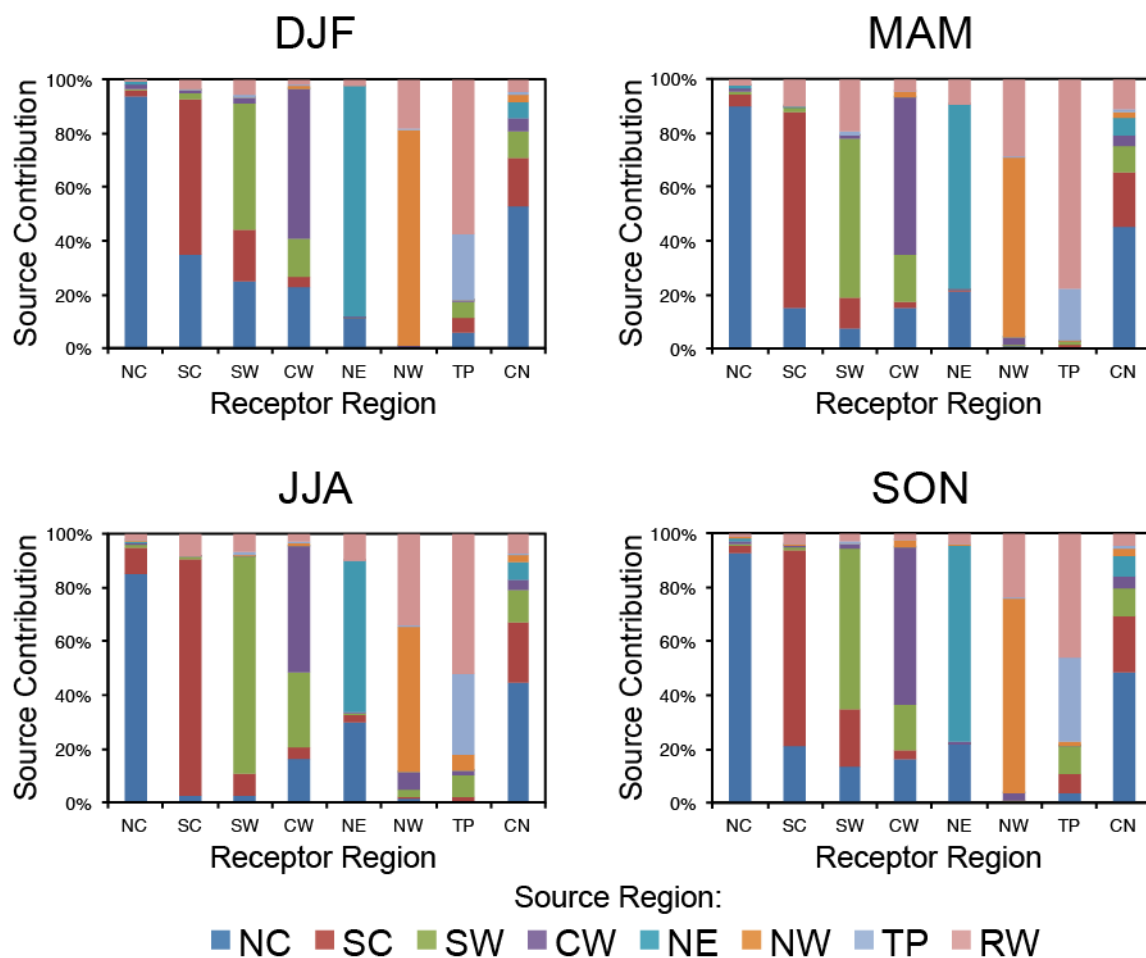 DJF
MAM
100%
80%
60%
40%
20%
0%
Source Contribution
NC SC SW CW NE NW TP CN
Receptor Region
100%
80%
60%
40%
20%
0%
Source Contribution
NC SC SW CW NE NW TP CN
Receptor Region
JJA
SON
100%
80%
60%
40%
20%
0%
Source Contribution
NC SC SW CW NE NW TP CN
Receptor Region
100%
80%
60%
40%
20%
0%
Source Contribution
NC SC SW CW NE NW TP CN
Receptor Region
Source Region:
NC SC SW CW NE NW TP RW